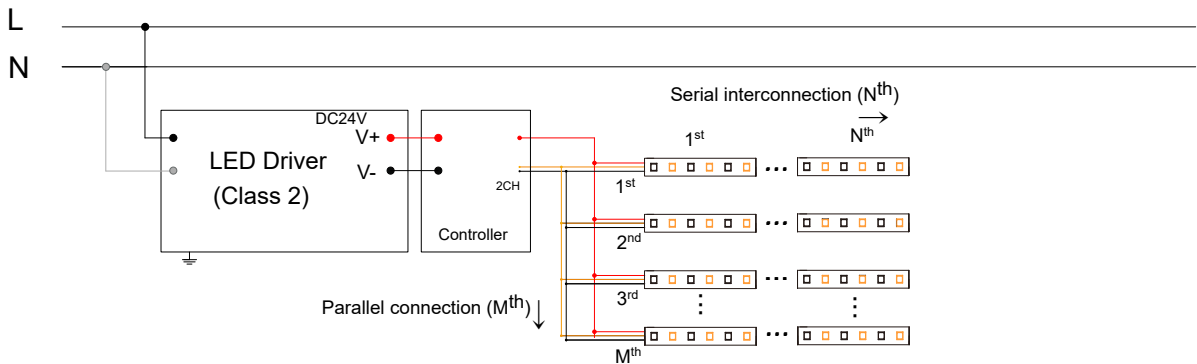 L
N
Serial interconnection (Nth)
1st
Nth
DC24V
V+
LED Driver
(Class 2)
V-
2CH
Controller
1st
2nd
3rd
Parallel connection (Mth)
Mth